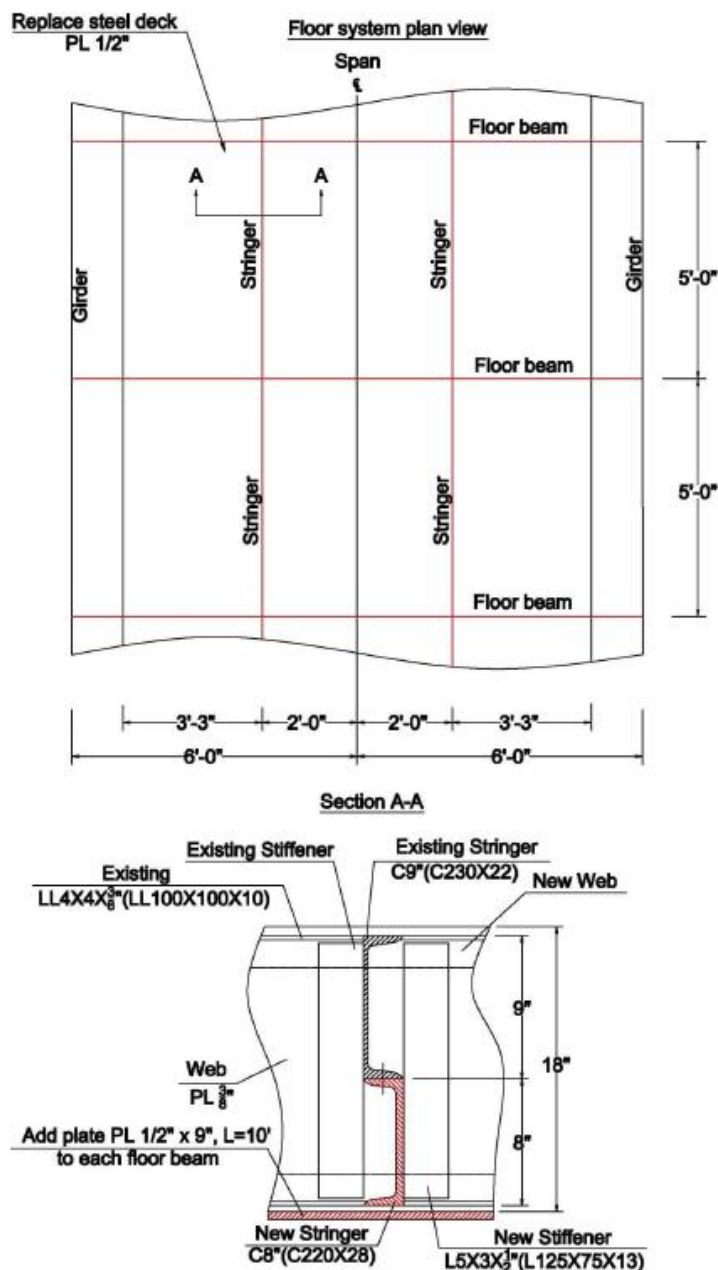 Replace steel deck
PL 1/2"
Floor system plan view
Span
℄
Floor beam
A A
Girder
Stringer
Stringer
Girder
5'-0"
Floor beam
Stringer
Stringer
5'-0"
Floor beam
3'-3" 2'-0" 2'-0" 3'-3"
6'-0" 6'-0"
Section A-A
Existing Stiffener
Existing Stringer
C9"(C230X22)
Existing
LL4X4X3/8"(LL100X100X10)
New Web
9"
18"
Web
PL 3/8"
8"
Add plate PL 1/2" x 9", L=10'
to each floor beam
New Stringer
C8"(C220X28)
New Stiffener
L5X3X1/2"(L125X75X13)